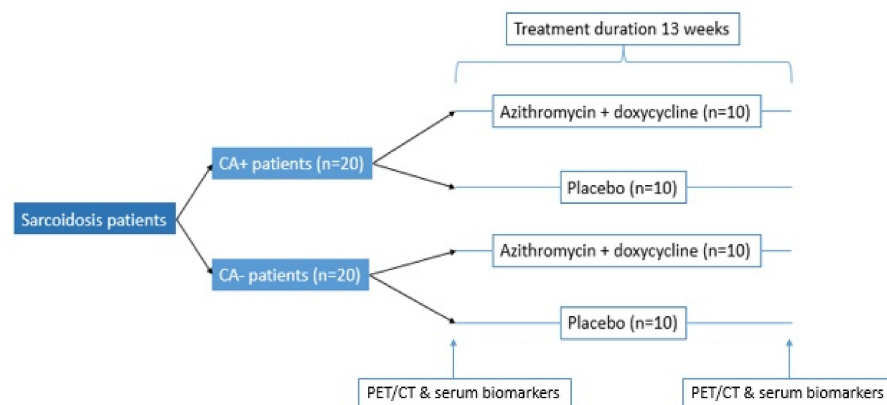 Treatment duration 13 weeks
Azithromycin + doxycycline (n=10)
CA+ patients (n=20)
Placebo (n=10)
Sarcoidosis patients
Azithromycin + doxycycline (n=10)
CA- patients (n=20)
Placebo (n=10)
PET/CT & serum biomarkers
PET/CT & serum biomarkers